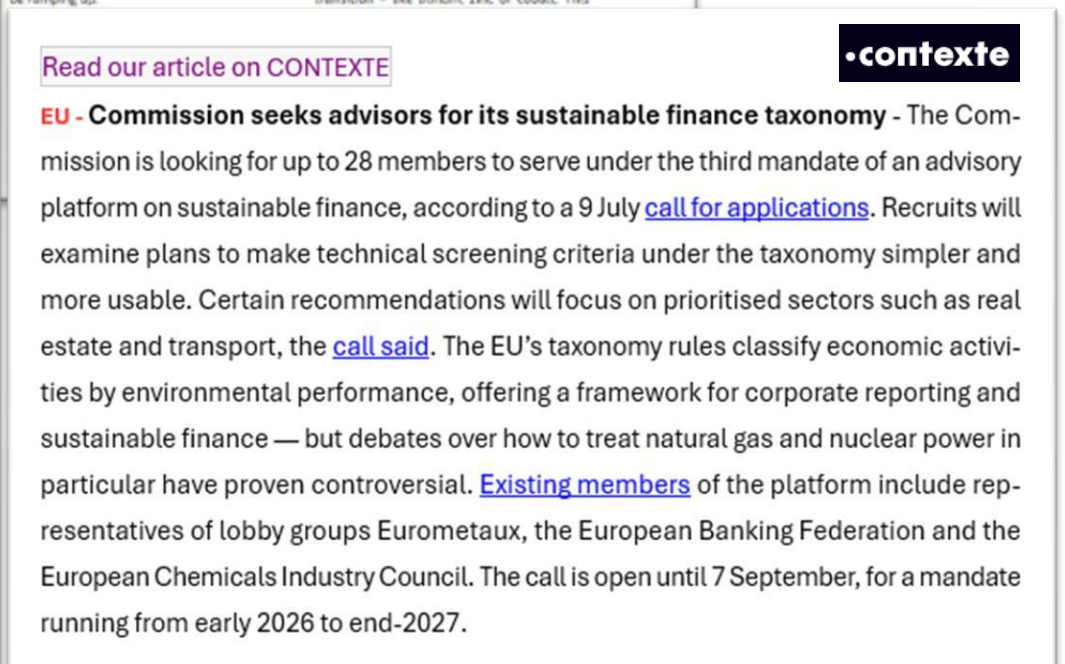 be ramping up.
Read our article on CONTEXTE
•contexte
EU - Commission seeks advisors for its sustainable finance taxonomy - The Com-
mission is looking for up to 28 members to serve under the third mandate of an advisory
platform on sustainable finance, according to a 9 July call for applications. Recruits will
examine plans to make technical screening criteria under the taxonomy simpler and
more usable. Certain recommendations will focus on prioritised sectors such as real
estate and transport, the call said. The EU’s taxonomy rules classify economic activi-
ties by environmental performance, offering a framework for corporate reporting and
sustainable finance — but debates over how to treat natural gas and nuclear power in
particular have proven controversial. Existing members of the platform include rep-
resentatives of lobby groups Eurometaux, the European Banking Federation and the
European Chemicals Industry Council. The call is open until 7 September, for a mandate
running from early 2026 to end-2027.